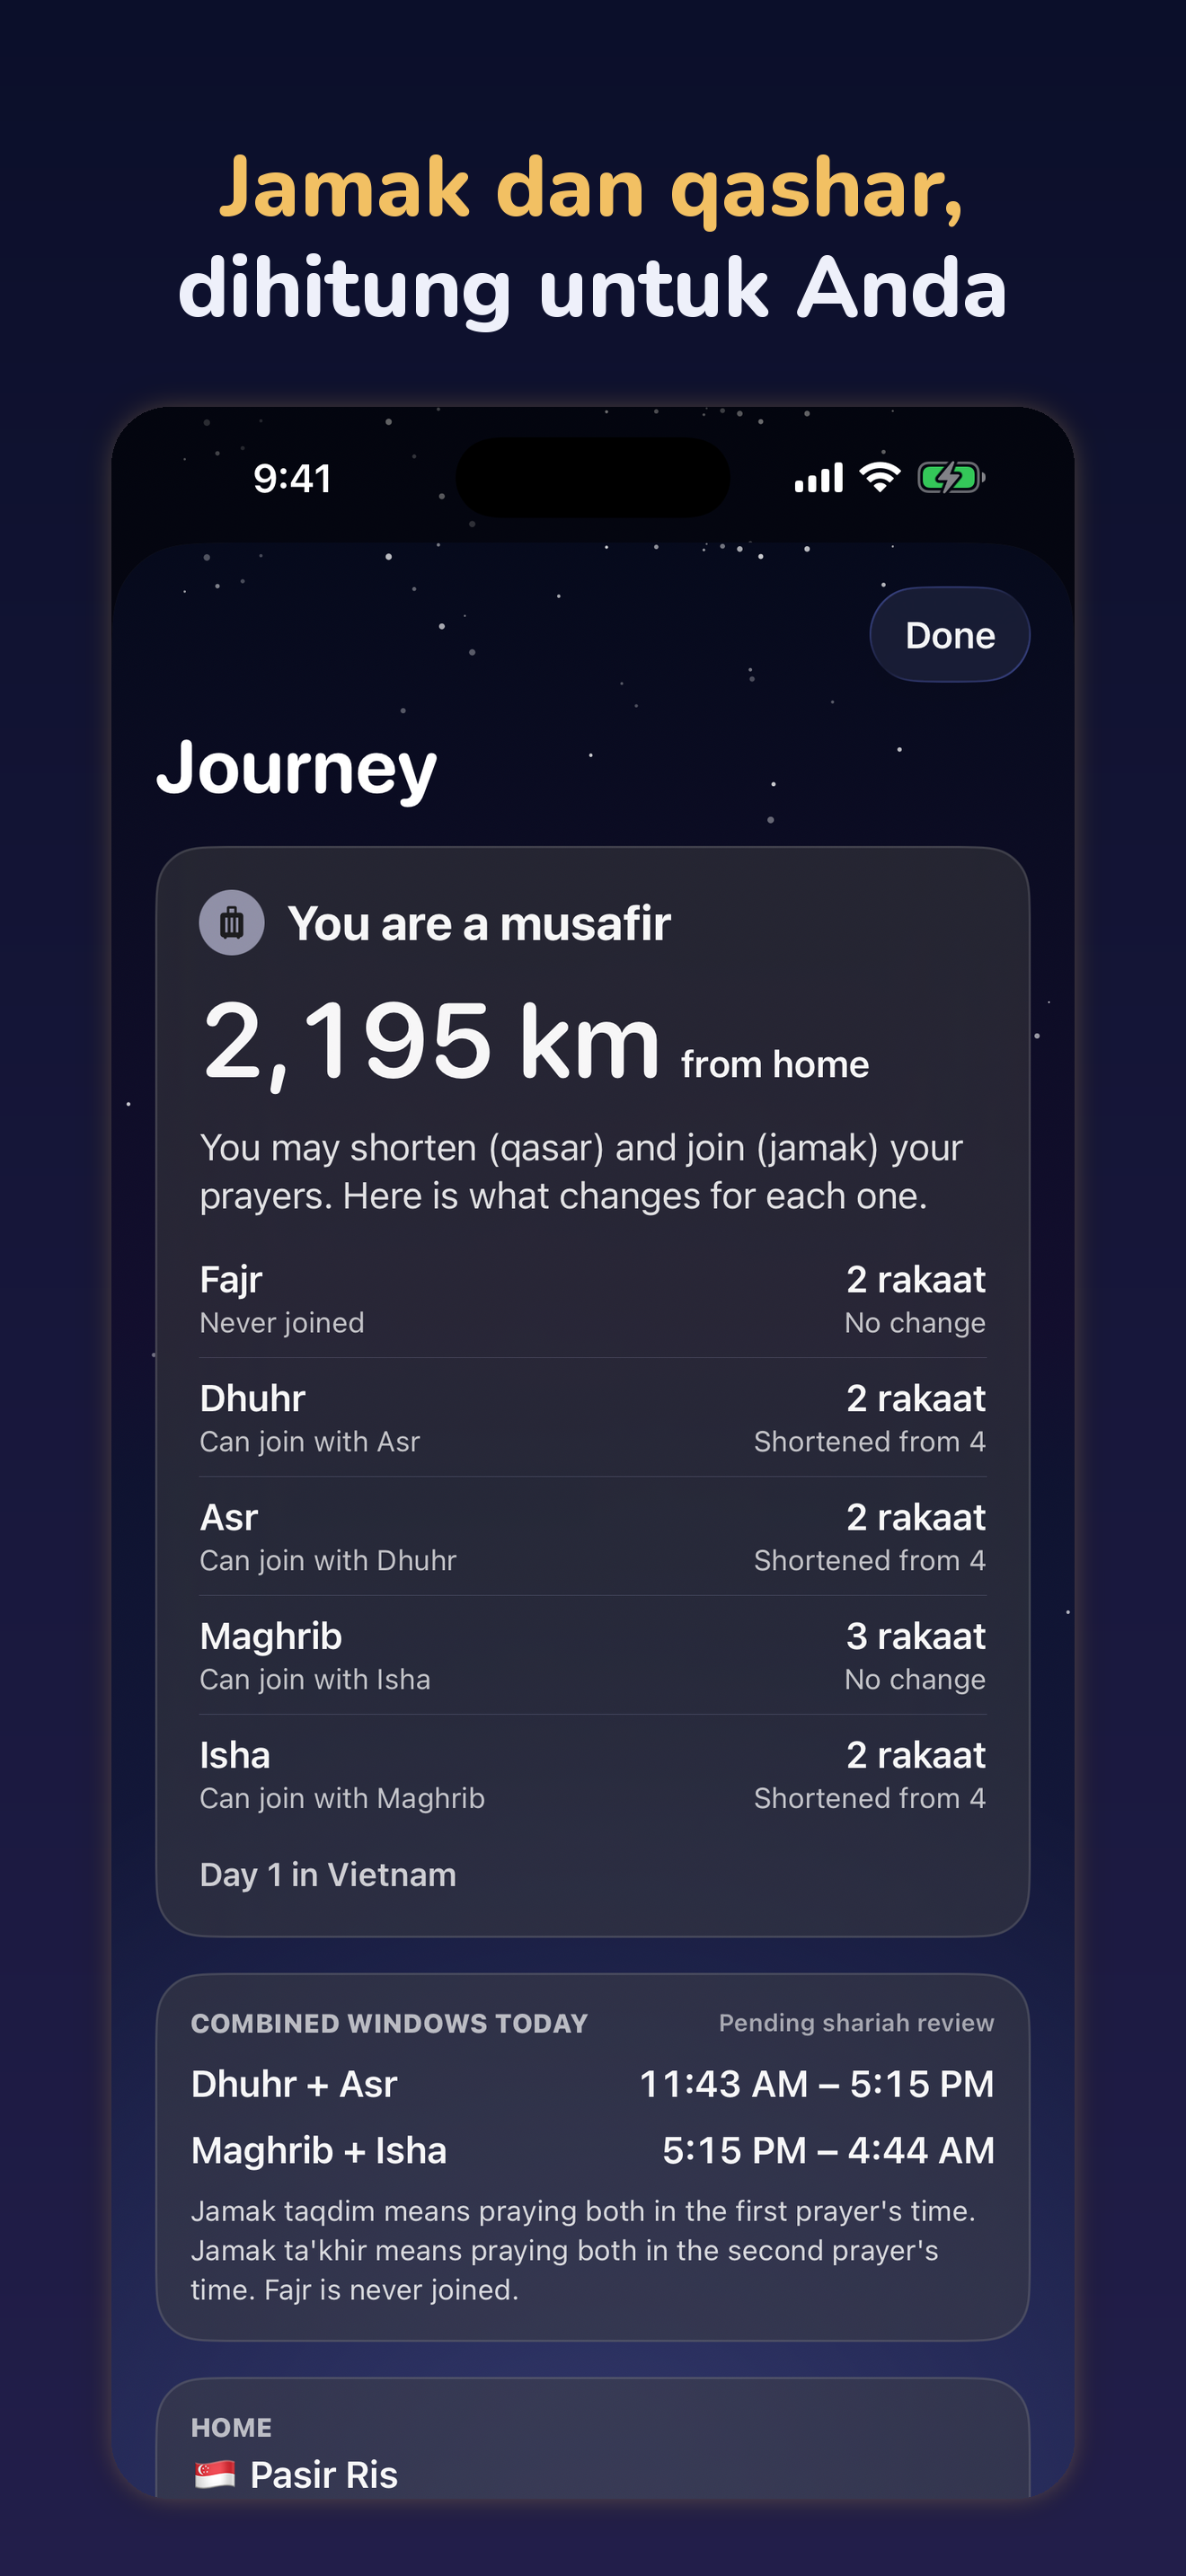 Jamak dan qashar,
dihitung untuk Anda
9:41
Done
Journey
You are a musafir
2,195 km from home
You may shorten (qasar) and join (jamak) your
prayers. Here is what changes for each one.
Fajr 2 rakaat
Never joined No change
Dhuhr 2 rakaat
Can join with Asr Shortened from 4
Asr 2 rakaat
Can join with Dhuhr Shortened from 4
Maghrib 3 rakaat
Can join with Isha No change
Isha 2 rakaat
Can join with Maghrib Shortened from 4
Day 1 in Vietnam
COMBINED WINDOWS TODAY Pending shariah review
Dhuhr + Asr 11:43 AM – 5:15 PM
Maghrib + Isha 5:15 PM – 4:44 AM
Jamak taqdim means praying both in the first prayer's time.
Jamak ta'khir means praying both in the second prayer's
time. Fajr is never joined.
HOME
🇸🇬 Pasir Ris